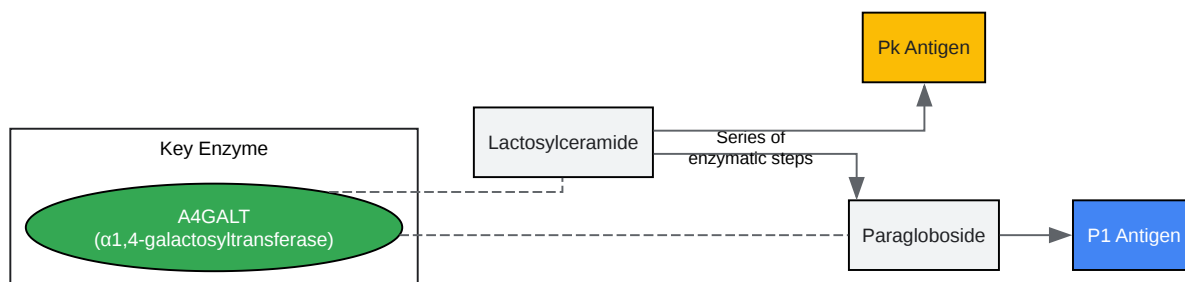 Pk Antigen
Lactosylceramide
Series of
enzymatic steps
Key Enzyme
A4GALT
(α1,4-galactosyltransferase)
Paragloboside
P1 Antigen